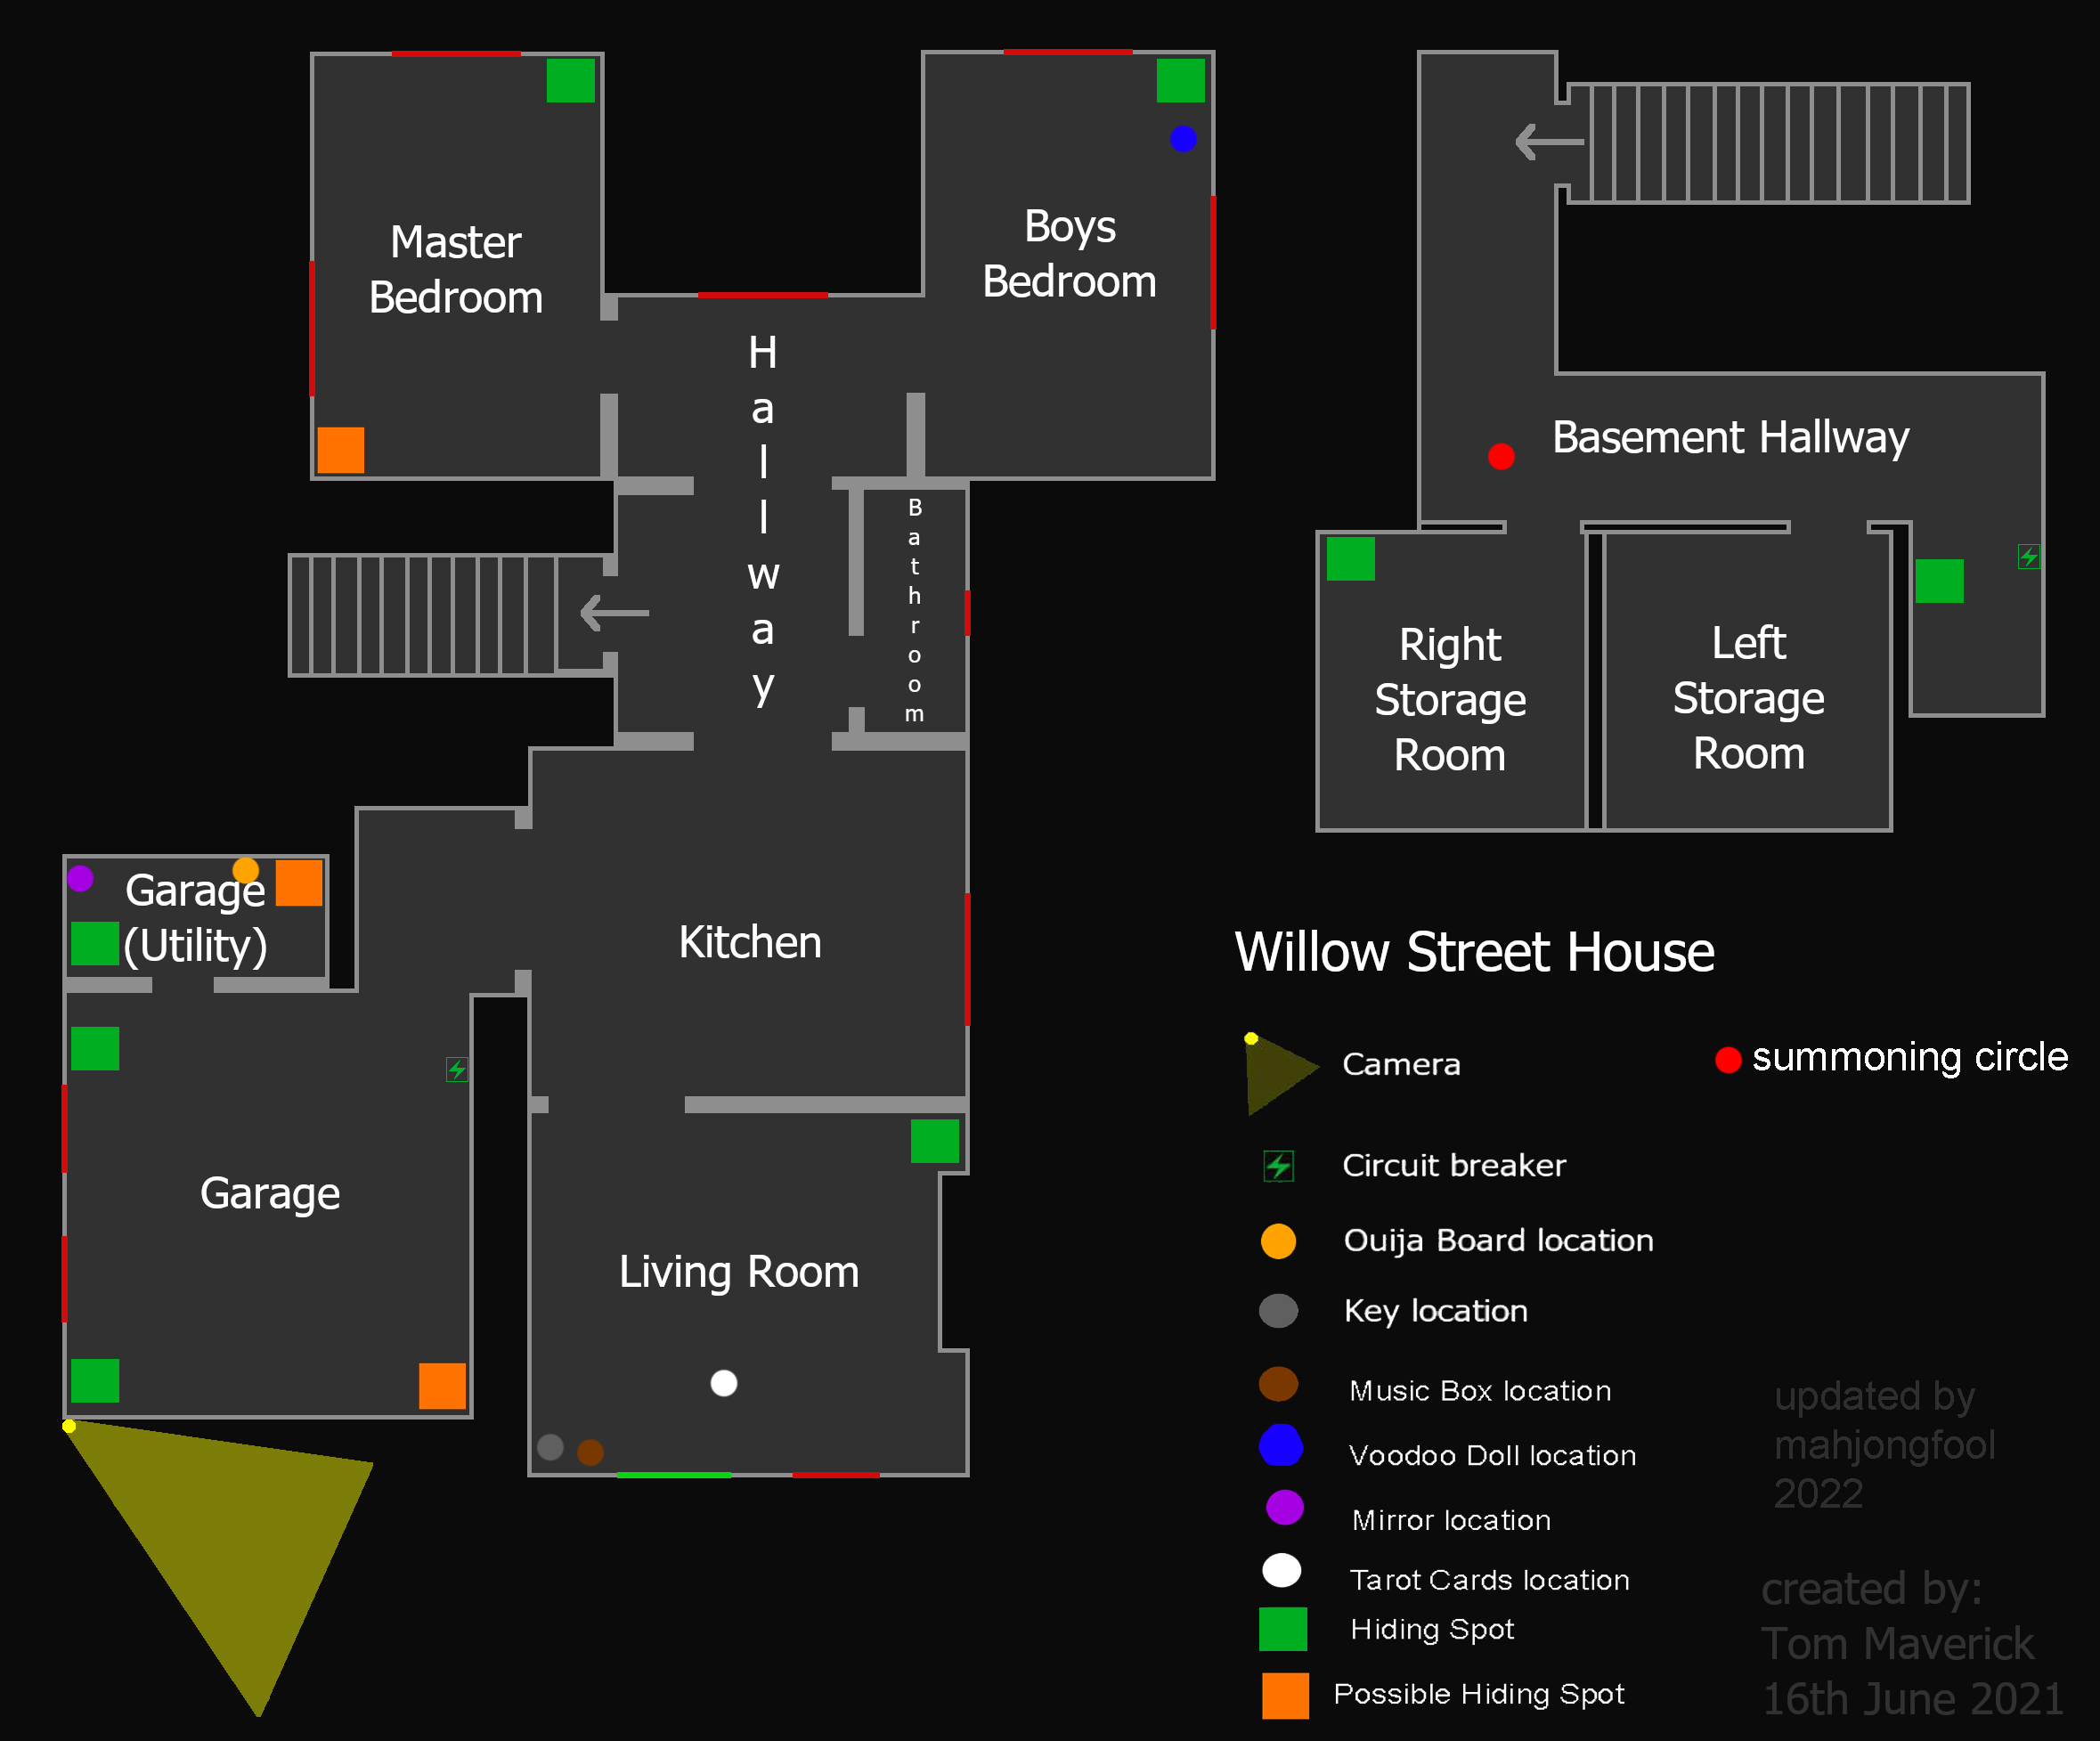 Master
Bedroom
Boys
Bedroom
Hallway
Bathroom
Basement Hallway
Right
Storage
Room
Left
Storage
Room
Garage
(Utility)
Kitchen
Garage
Living Room
Willow Street House
Camera
summoning circle
Circuit breaker
Ouija Board location
Key location
Music Box location
Voodoo Doll location
Mirror location
Tarot Cards location
Hiding Spot
Possible Hiding Spot
updated by
mahjongfool
2022
created by:
Tom Maverick
16th June 2021